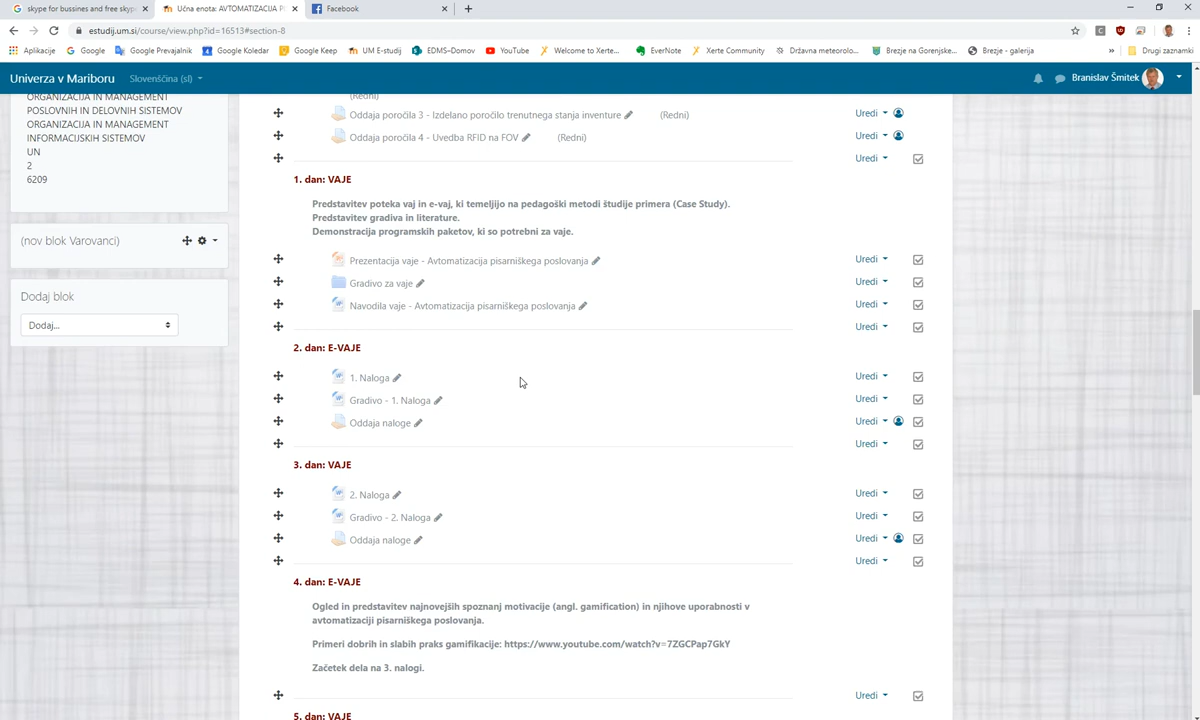 skype for bussines and free skyp
Učna enota: AVTOMATIZACIJA P
Facebook
estudij.um.si/course/view.php?id=16513#section-8
Aplikacije
Google
Google Prevajalnik
Google Koledar
Google Keep
UM E-študij
EDMS–Domov
YouTube
Welcome to Xerte...
EverNote
Xerte Community
Državna meteorolo...
Brezje na Gorenjske...
Brezje - galerija
»
Drugi zaznamki
Univerza v Mariboru
Slovenščina (sl)
Branislav Šmitek
ORGANIZACIJA IN MANAGEMENT
POSLOVNIH IN DELOVNIH SISTEMOV
ORGANIZACIJA IN MANAGEMENT
INFORMACIJSKIH SISTEMOV
UN
2
6209
(nov blok Varovanci)
Dodaj blok
Dodaj...
(Redni)
Oddaja poročila 3 - Izdelano poročilo trenutnega stanja inventure (Redni) Uredi
Oddaja poročila 4 - Uvedba RFID na FOV (Redni) Uredi
Uredi
1. dan: VAJE
Predstavitev poteka vaj in e-vaj, ki temeljijo na pedagoški metodi študije primera (Case Study).
Predstavitev gradiva in literature.
Demonstracija programskih paketov, ki so potrebni za vaje.
Prezentacija vaje - Avtomatizacija pisarniškega poslovanja Uredi
Gradivo za vaje Uredi
Navodila vaje - Avtomatizacija pisarniškega poslovanja Uredi
Uredi
2. dan: E-VAJE
1. Naloga Uredi
Gradivo - 1. Naloga Uredi
Oddaja naloge Uredi
Uredi
3. dan: VAJE
2. Naloga Uredi
Gradivo - 2. Naloga Uredi
Oddaja naloge Uredi
Uredi
4. dan: E-VAJE
Ogled in predstavitev najnovejših spoznanj motivacije (angl. gamification) in njihove uporabnosti v
avtomatizaciji pisarniškega poslovanja.
Primeri dobrih in slabih praks gamifikacije: https://www.youtube.com/watch?v=7ZGCPap7GkY
Začetek dela na 3. nalogi.
Uredi
5. dan: VAJE